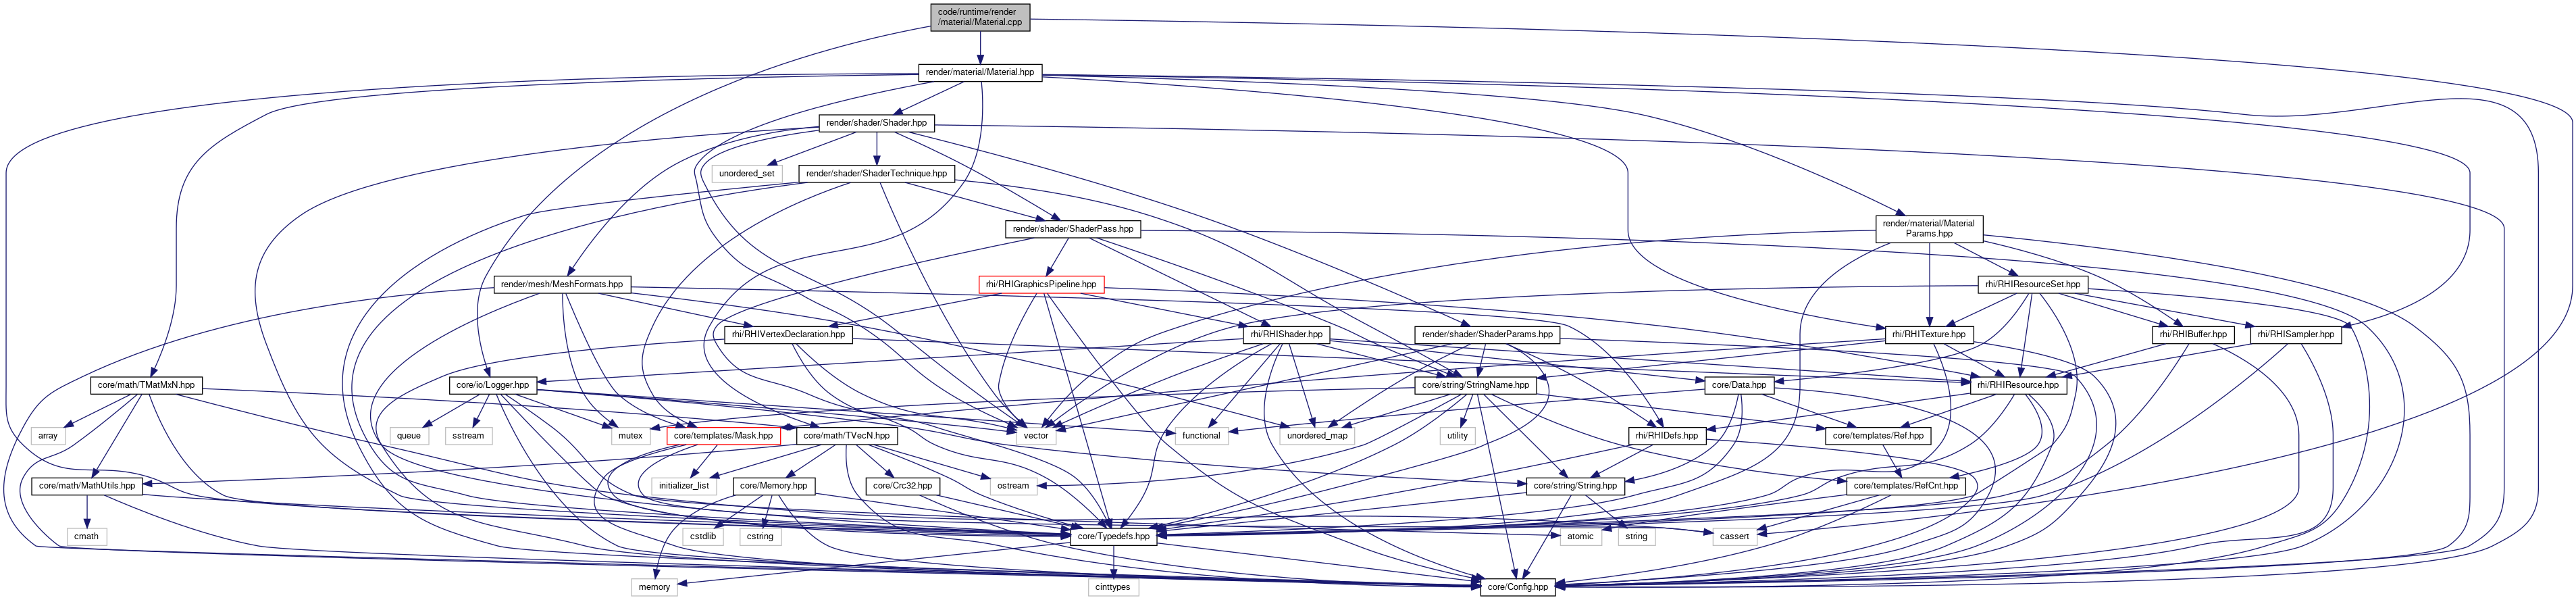 code/runtime/render
/material/Material.cpp
render/material/Material.hpp
render/shader/Shader.hpp
unordered_set
render/shader/ShaderTechnique.hpp
render/shader/ShaderPass.hpp
render/material/Material
Params.hpp
render/mesh/MeshFormats.hpp
rhi/RHIGraphicsPipeline.hpp
rhi/RHIResourceSet.hpp
rhi/RHIVertexDeclaration.hpp
rhi/RHIShader.hpp
render/shader/ShaderParams.hpp
rhi/RHITexture.hpp
rhi/RHIBuffer.hpp
rhi/RHISampler.hpp
core/math/TMatMxN.hpp
core/io/Logger.hpp
core/string/StringName.hpp
core/Data.hpp
rhi/RHIResource.hpp
array
queue
sstream
mutex
core/templates/Mask.hpp
core/math/TVecN.hpp
vector
functional
unordered_map
utility
rhi/RHIDefs.hpp
core/templates/Ref.hpp
core/math/MathUtils.hpp
initializer_list
core/Memory.hpp
core/Crc32.hpp
ostream
core/string/String.hpp
core/templates/RefCnt.hpp
cmath
cstdlib
cstring
core/Typedefs.hpp
atomic
string
cassert
memory
cinttypes
core/Config.hpp